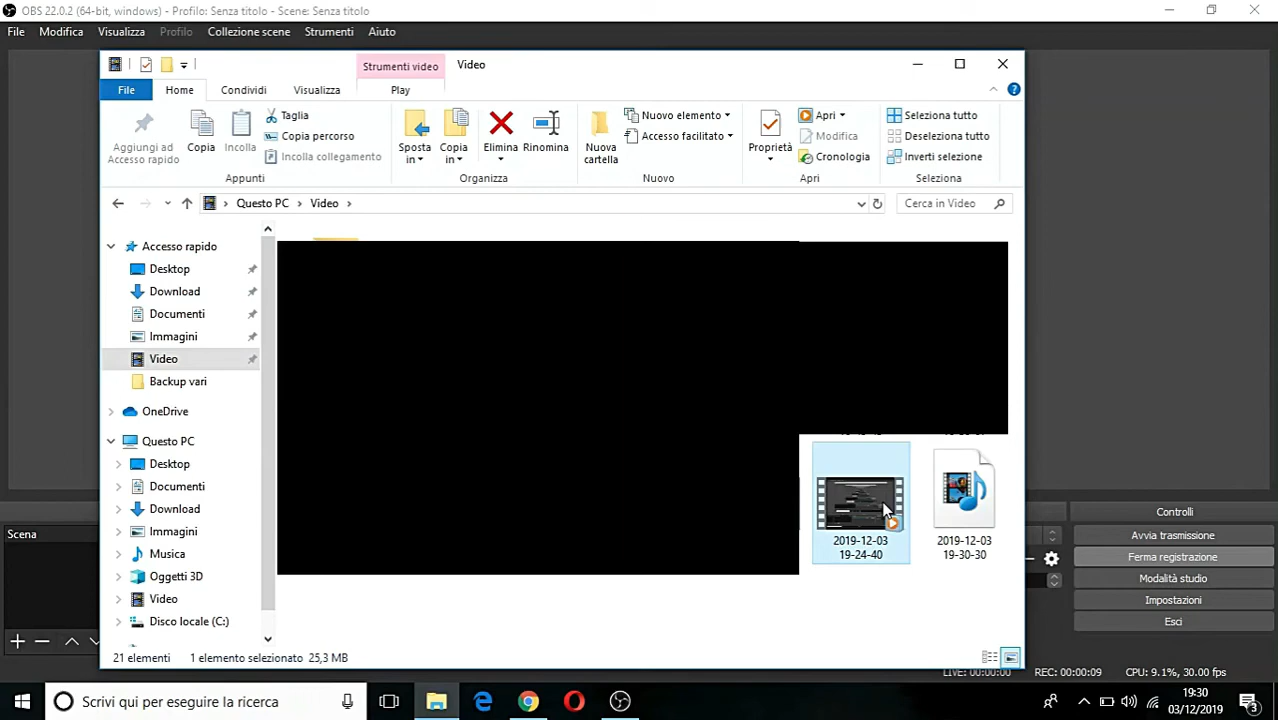 OBS 22.0.2 (64-bit, windows) - Profilo: Senza titolo - Scene: Senza titolo
File Modifica Visualizza Profilo Collezione scene Strumenti Aiuto
Strumenti video Video
File Home Condividi Visualizza Play
Aggiungi ad Accesso rapido
Copia
Incolla
Taglia
Copia percorso
Incolla collegamento
Appunti
Sposta in
Copia in
Elimina
Rinomina
Organizza
Nuova cartella
Nuovo elemento
Accesso facilitato
Nuovo
Proprietà
Apri
Modifica
Cronologia
Apri
Seleziona tutto
Deseleziona tutto
Inverti selezione
Seleziona
Questo PC Video
Cerca in Video
Accesso rapido
Desktop
Download
Documenti
Immagini
Video
Backup vari
OneDrive
Questo PC
Desktop
Documenti
Download
Immagini
Musica
Oggetti 3D
Video
Disco locale (C:)
2019-12-03
19-24-40
2019-12-03
19-30-30
21 elementi 1 elemento selezionato 25,3 MB
Scena
Controlli
Avvia trasmissione
Ferma registrazione
Modalità studio
Impostazioni
Esci
LIVE: 00:00:00 REC: 00:00:09 CPU: 9.1%, 30.00 fps
Scrivi qui per eseguire la ricerca
19:30
03/12/2019
3